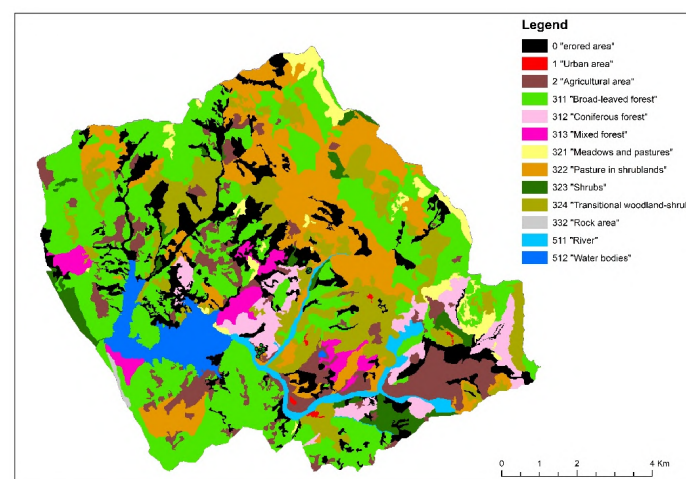 Legend
0 "erored area"
1 "Urban area"
2 "Agricultural area"
311 "Broad-leaved forest"
312 "Coniferous forest"
313 "Mixed forest"
321 "Meadows and pastures"
322 "Pasture in shrublands"
323 "Shrubs"
324 "Transitional woodland-shrub
332 "Rock area"
511 "River"
512 "Water bodies"
0 1 2 4 Km